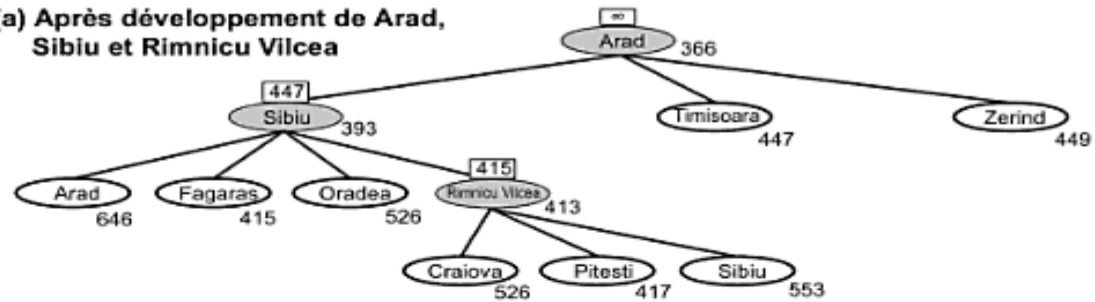 (a) Après développement de Arad,
Sibiu et Rimnicu Vilcea
∞
Arad
366
447
Sibiu
393
Timisoara
447
Zerind
449
Arad
646
Fagaras
415
Oradea
526
415
Rimnicu Vilcea
413
Craiova
526
Pitesti
417
Sibiu
553